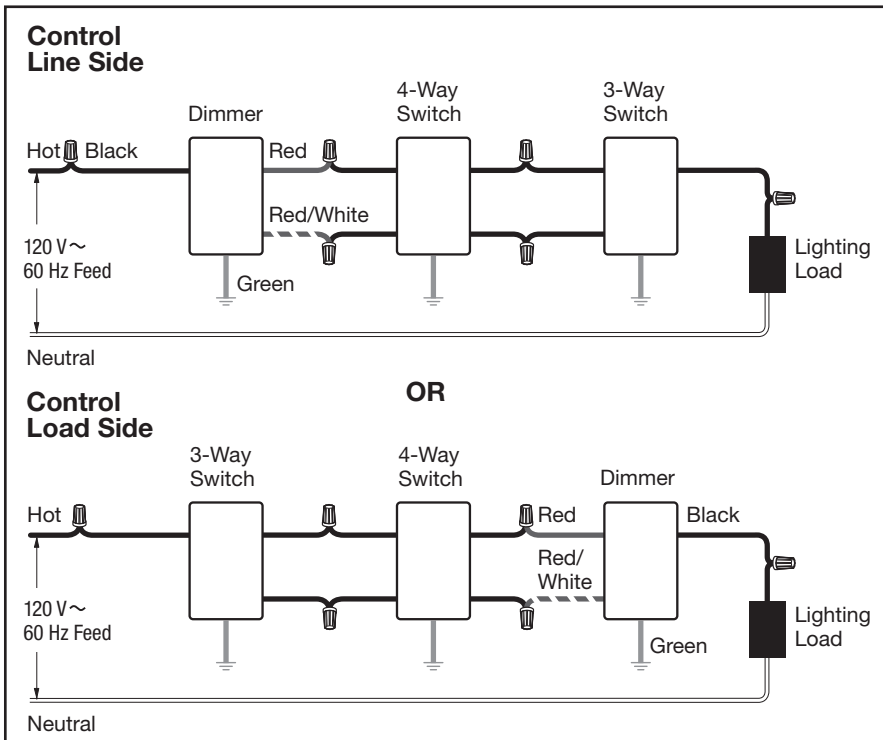 Control
Line Side
4-Way
Switch
3-Way
Switch
Dimmer
Hot
Black
Red
Red/White
120 V~
60 Hz Feed
Green
Lighting
Load
Neutral
OR
Control
Load Side
3-Way
Switch
4-Way
Switch
Dimmer
Hot
Red
Black
Red/
White
120 V~
60 Hz Feed
Green
Lighting
Load
Neutral